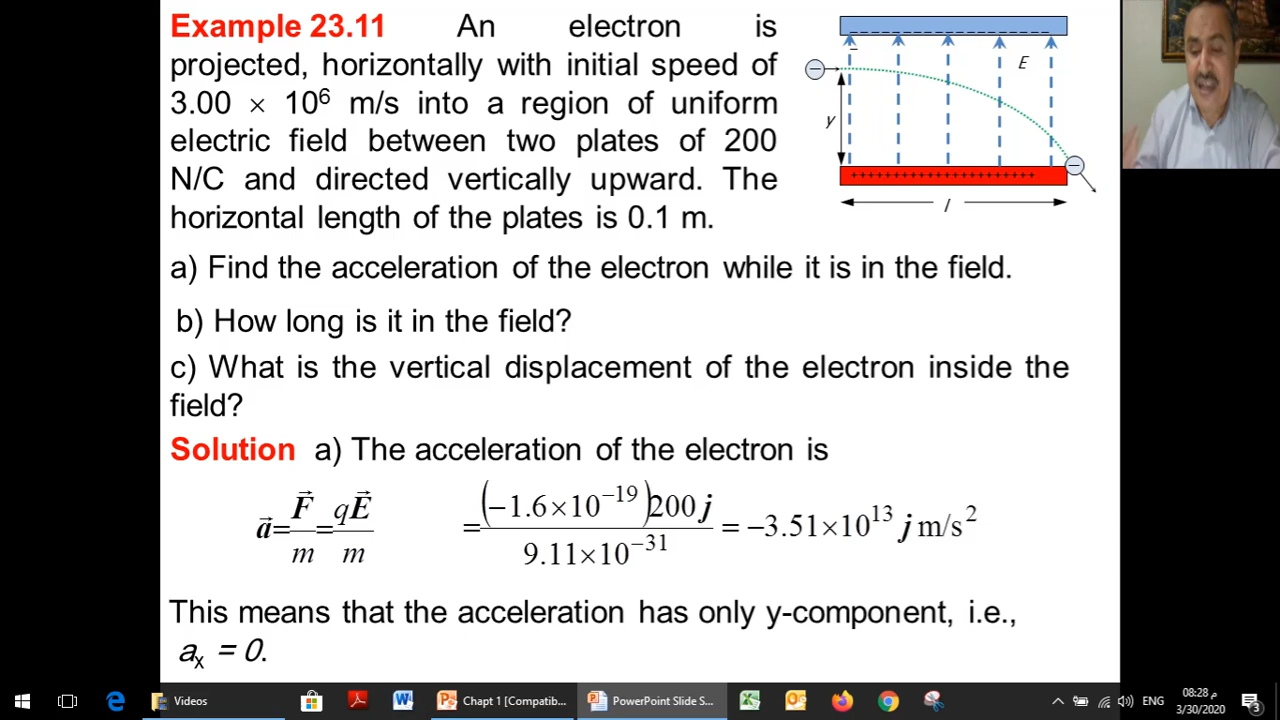 Example 23.11 An electron is
projected, horizontally with initial speed of
3.00 × 10⁶ m/s into a region of uniform
electric field between two plates of 200
N/C and directed vertically upward. The
horizontal length of the plates is 0.1 m.
– – – – – – – – – – – – – – – – – – – – – –
E
y
+++++++++++++++++++++++
l
a) Find the acceleration of the electron while it is in the field.
b) How long is it in the field?
c) What is the vertical displacement of the electron inside the
field?
Solution a) The acceleration of the electron is
a⃗ = F⃗/m = qE⃗/m = (−1.6×10⁻¹⁹)200 j / 9.11×10⁻³¹ = −3.51×10¹³ j m/s²
This means that the acceleration has only y-component, i.e.,
aₓ = 0.
Videos
Chapt 1 [Compatib...
PowerPoint Slide S...
ENG
08:28 م
3/30/2020
3